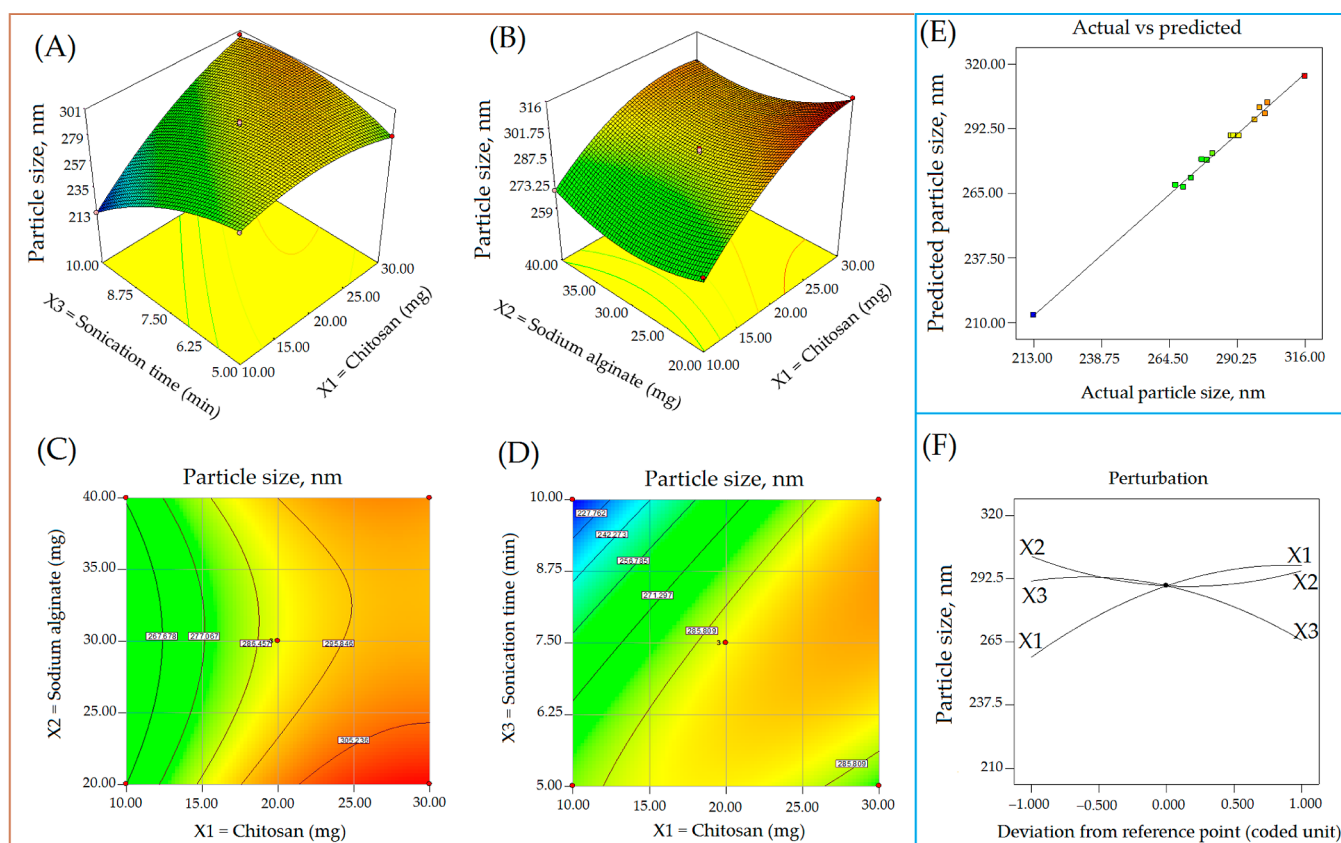 (A)
Particle size, nm
301
279
257
235
213
10.00
8.75
7.50
6.25
5.00
X3 = Sonication time (min)
10.00
15.00
20.00
25.00
30.00
X1 = Chitosan (mg)
(B)
Particle size, nm
316
301.75
287.5
273.25
259
40.00
35.00
30.00
25.00
20.00
X2 = Sodium alginate (mg)
10.00
15.00
20.00
25.00
30.00
X1 = Chitosan (mg)
(C)
Particle size, nm
X2 = Sodium alginate (mg)
40.00
35.00
30.00
25.00
20.00
267.678
277.067
286.457
3
295.846
305.236
10.00
15.00
20.00
25.00
30.00
X1 = Chitosan (mg)
(D)
Particle size, nm
X3 = Sonication time (min)
10.00
8.75
7.50
6.25
5.00
227.762
242.273
256.785
271.297
285.809
3
285.809
10.00
15.00
20.00
25.00
30.00
X1 = Chitosan (mg)
(E)
Actual vs predicted
Predicted particle size, nm
320.00
292.50
265.00
237.50
210.00
213.00
238.75
264.50
290.25
316.00
Actual particle size, nm
(F)
Perturbation
Particle size, nm
320
292.5
265
237.5
210
X2
X3
X1
X1
X2
X3
-1.000
-0.500
0.000
0.500
1.000
Deviation from reference point (coded unit)